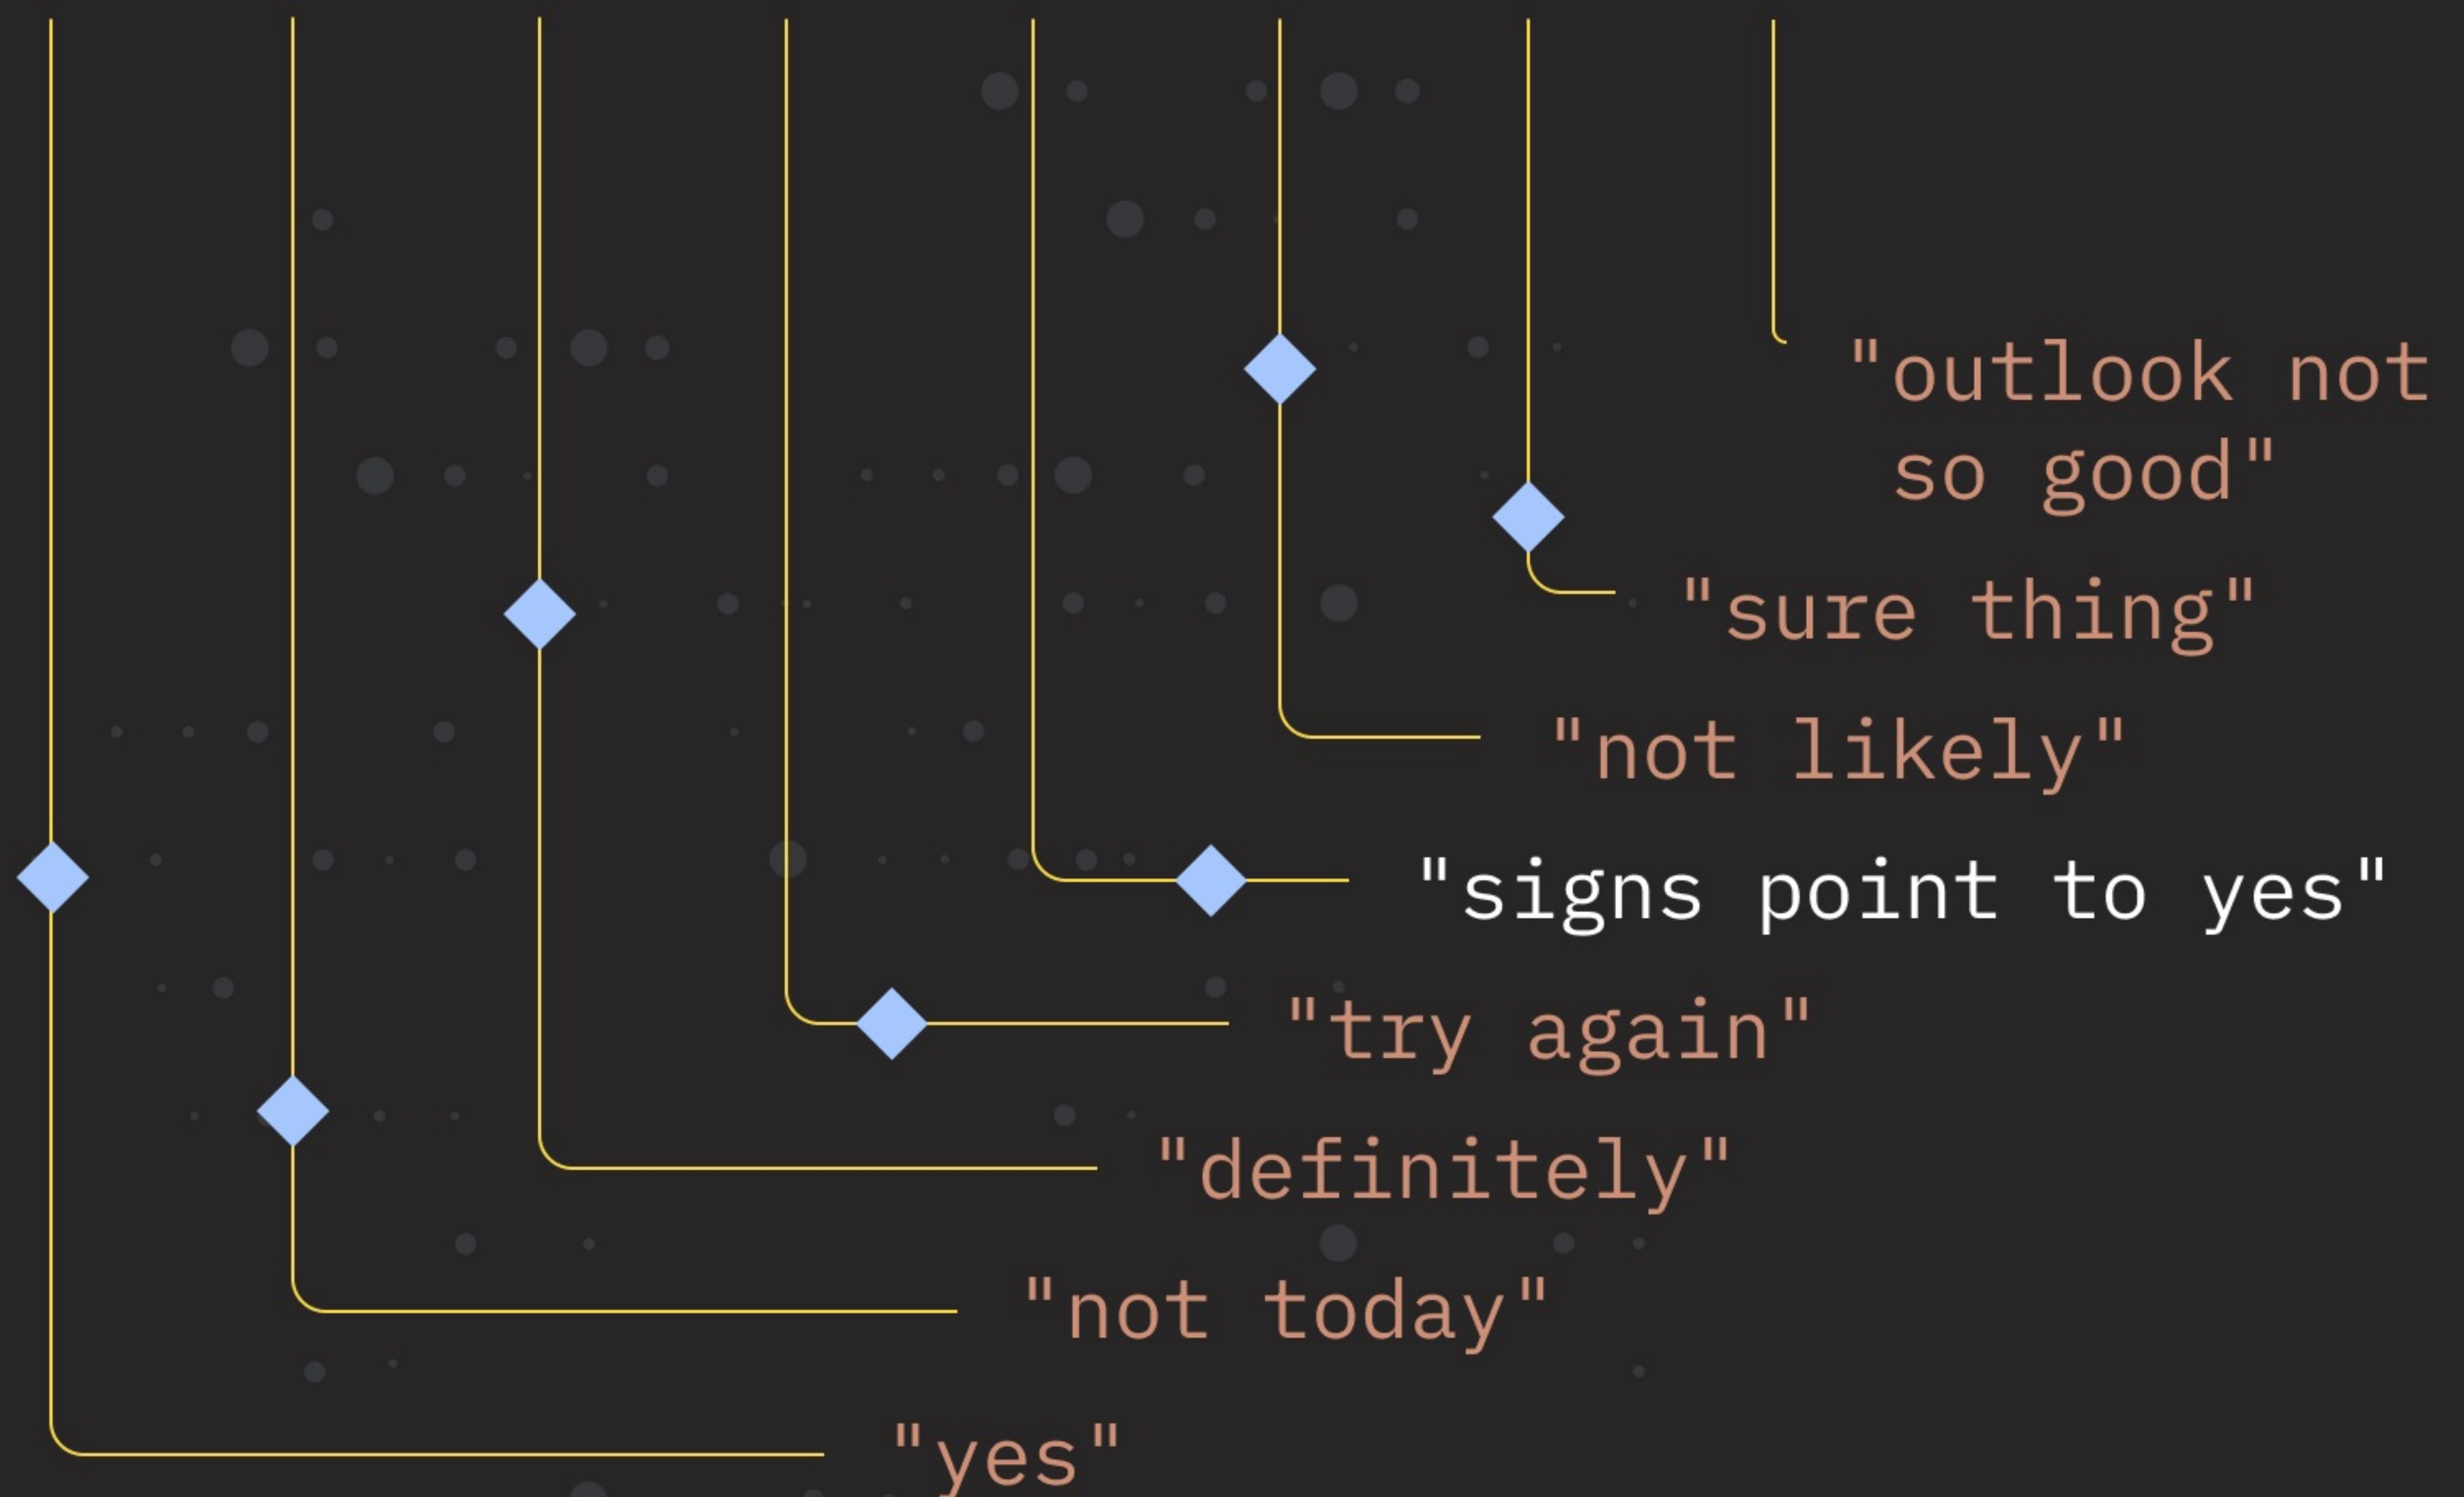 "outlook not
so good"
"sure thing"
"not likely"
"signs point to yes"
"try again"
"definitely"
"not today"
"yes"